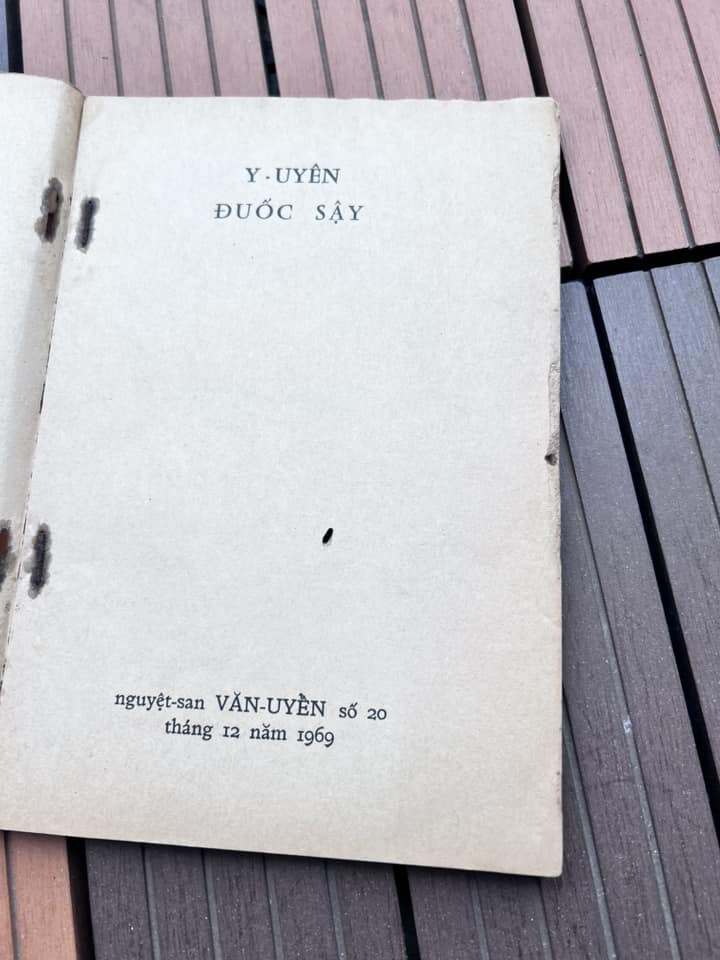 Y-UYÊN
ĐUỐC SẬY
nguyệt-san VĂN-UYỂN số 20
tháng 12 năm 1969